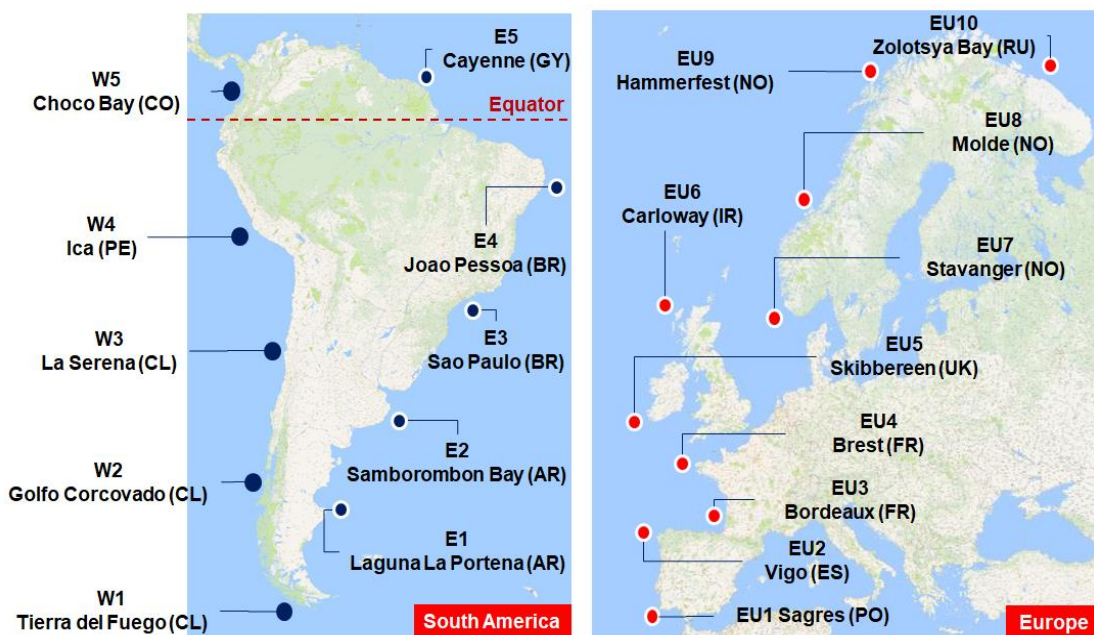 W5
Choco Bay (CO)
E5
Cayenne (GY)
Equator
W4
Ica (PE)
E4
Joao Pessoa (BR)
W3
La Serena (CL)
E3
Sao Paulo (BR)
W2
Golfo Corcovado (CL)
E2
Samborombon Bay (AR)
E1
Laguna La Portena (AR)
W1
Tierra del Fuego (CL)
South America
EU10
Zolotsya Bay (RU)
EU9
Hammerfest (NO)
EU8
Molde (NO)
EU6
Carloway (IR)
EU7
Stavanger (NO)
EU5
Skibbereen (UK)
EU4
Brest (FR)
EU3
Bordeaux (FR)
EU2
Vigo (ES)
EU1 Sagres (PO)
Europe